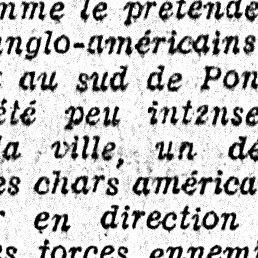 mme le prétende
anglo-américains
au sud de Pon
été peu intense
la ville, un dé
es chars américa
r en direction
es forces ennemi